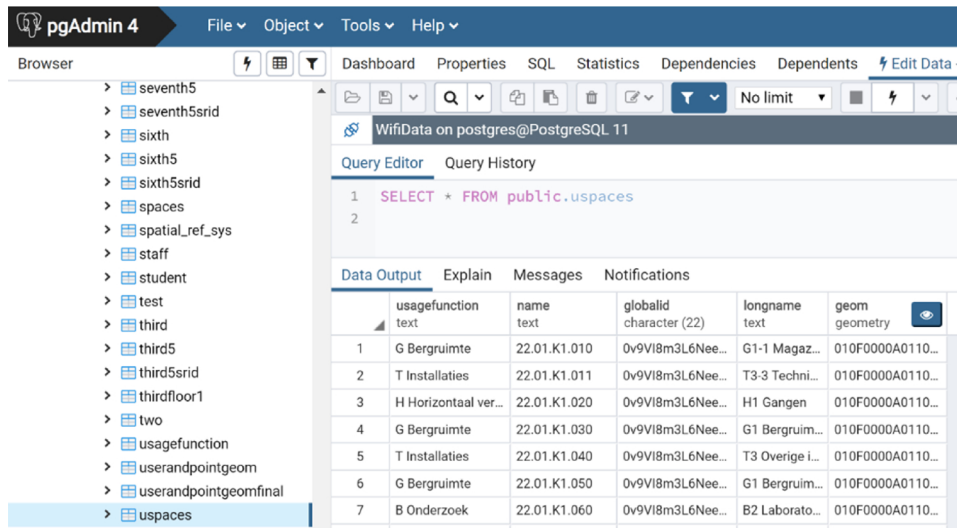 pgAdmin 4 File Object Tools Help
Browser Dashboard Properties SQL Statistics Dependencies Dependents Edit Data
seventh5
seventh5srid
sixth
sixth5
sixth5srid
spaces
spatial_ref_sys
staff
student
test
third
third5
third5srid
thirdfloor1
two
usagefunction
userandpointgeom
userandpointgeomfinal
uspaces
No limit
WifiData on postgres@PostgreSQL 11
Query Editor Query History
1 SELECT * FROM public.uspaces
2
Data Output Explain Messages Notifications
usagefunction name globalid longname geom
text text character (22) text geometry
1 G Bergruimte 22.01.K1.010 0v9VI8m3L6Nee... G1-1 Magaz... 010F0000A0110...
2 T Installaties 22.01.K1.011 0v9VI8m3L6Nee... T3-3 Techni... 010F0000A0110...
3 H Horizontaal ver... 22.01.K1.020 0v9VI8m3L6Nee... H1 Gangen 010F0000A0110...
4 G Bergruimte 22.01.K1.030 0v9VI8m3L6Nee... G1 Bergruim... 010F0000A0110...
5 T Installaties 22.01.K1.040 0v9VI8m3L6Nee... T3 Overige i... 010F0000A0110...
6 G Bergruimte 22.01.K1.050 0v9VI8m3L6Nee... G1 Bergruim... 010F0000A0110...
7 B Onderzoek 22.01.K1.060 0v9VI8m3L6Nee... B2 Laborato... 010F0000A0110...